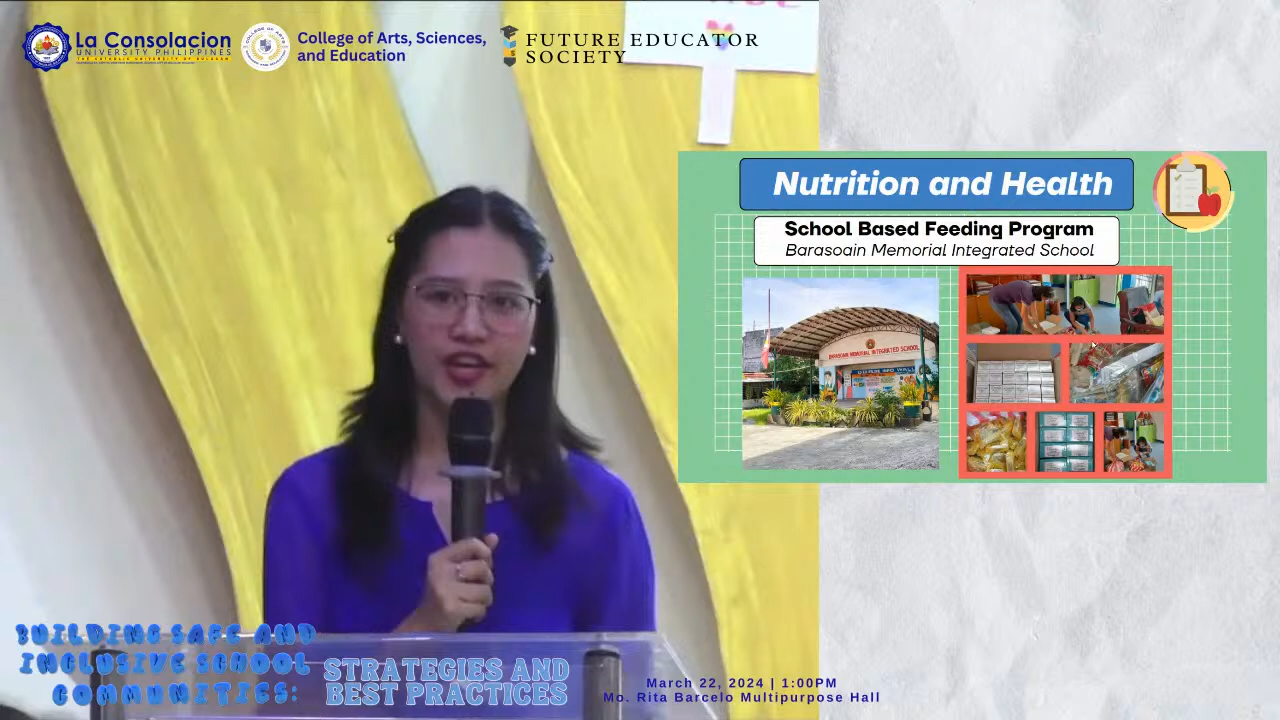 La Consolacion
UNIVERSITY PHILIPPINES
College of Arts, Sciences,
and Education
FUTURE EDUCATOR
SOCIETY
Nutrition and Health
School Based Feeding Program
Barasoain Memorial Integrated School
BARASOAIN MEMORIAL INTEGRATED SCHOOL
BUILDING SAFE AND
INCLUSIVE SCHOOL
COMMUNITIES:
STRATEGIES AND
BEST PRACTICES
March 22, 2024 | 1:00PM
Mo. Rita Barcelo Multipurpose Hall